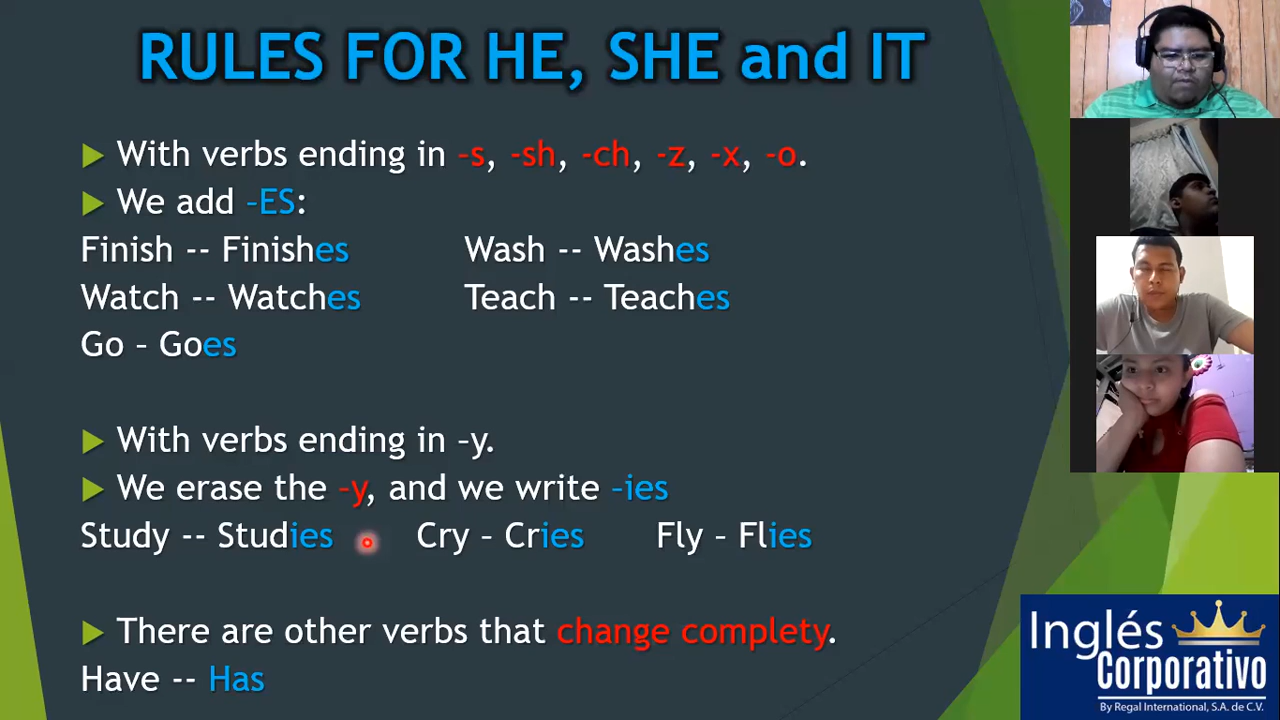 RULES FOR HE, SHE and IT
With verbs ending in –s, -sh, -ch, -z, -x, -o.
We add –ES:
Finish -- Finishes Wash -- Washes
Watch -- Watches Teach -- Teaches
Go – Goes
With verbs ending in –y.
We erase the –y, and we write –ies
Study -- Studies Cry – Cries Fly – Flies
There are other verbs that change complety.
Have -- Has
Inglés
Corporativo
By Regal International, S.A. de C.V.